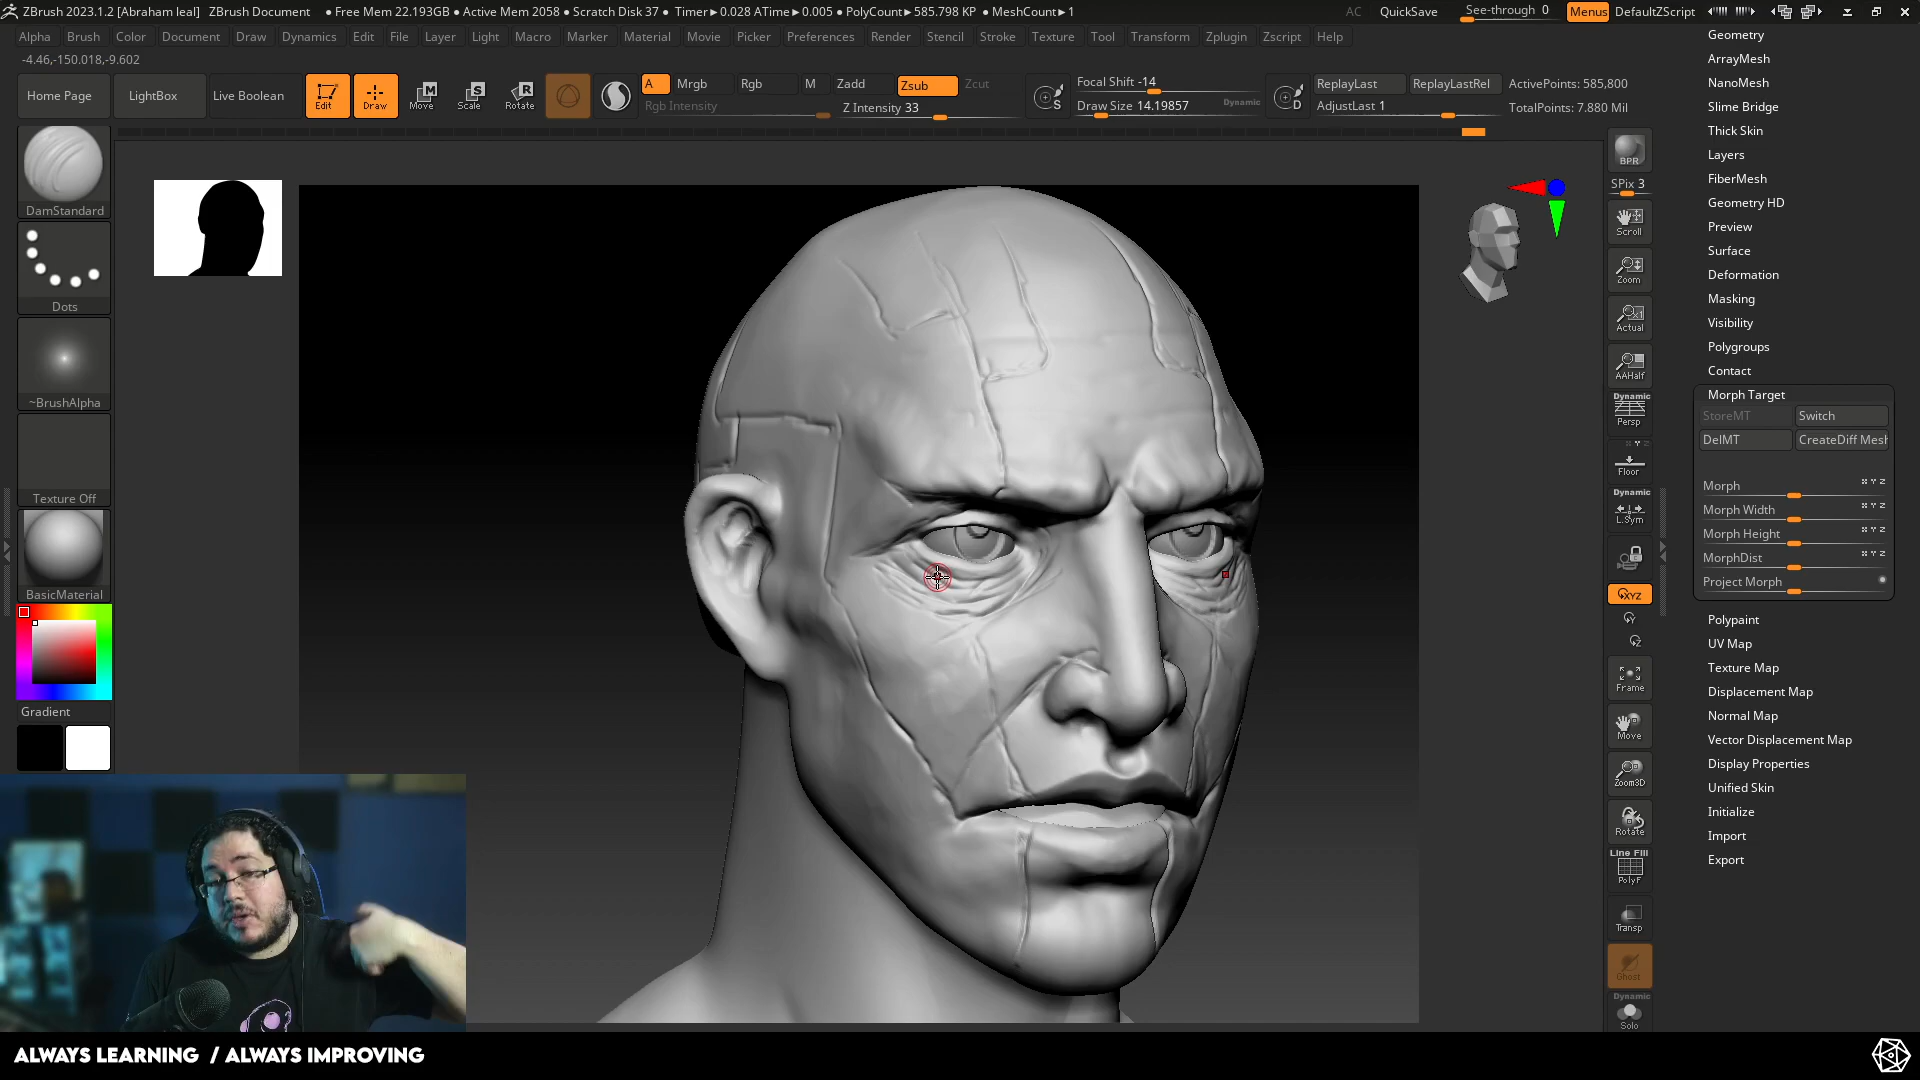 ZBrush 2023.1.2 [Abraham leal] ZBrush Document ● Free Mem 22.193GB ● Active Mem 2058 ● Scratch Disk 37 ● Timer►0.028 ATime►0.005 ● PolyCount►585.798 KP ● MeshCount►1 AC QuickSave See-through 0 Menus DefaultZScript
Alpha Brush Color Document Draw Dynamics Edit File Layer Light Macro Marker Material Movie Picker Preferences Render Stencil Stroke Texture Tool Transform Zplugin Zscript Help
-4.46,-150.018,-9.602
Home Page LightBox Live Boolean Edit Draw Move Scale Rotate
A Mrgb Rgb M Zadd Zsub Zcut
Rgb Intensity Z Intensity 33
Focal Shift -14
Draw Size 14.19857 Dynamic
ReplayLast ReplayLastRel ActivePoints: 585,800
AdjustLast 1 TotalPoints: 7.880 Mil
DamStandard
Dots
~BrushAlpha
Texture Off
BasicMaterial
Gradient
BPR
SPix 3
Scroll
Zoom
Actual
AAHalf
Dynamic
Persp
Floor
Dynamic
L.Sym
XYZ
Frame
Move
Zoom3D
Rotate
Line Fill
PolyF
Transp
Ghost
Dynamic
Solo
Geometry
ArrayMesh
NanoMesh
Slime Bridge
Thick Skin
Layers
FiberMesh
Geometry HD
Preview
Surface
Deformation
Masking
Visibility
Polygroups
Contact
Morph Target
StoreMT Switch
DelMT CreateDiff Mesh
Morph
Morph Width
Morph Height
MorphDist
Project Morph
Polypaint
UV Map
Texture Map
Displacement Map
Normal Map
Vector Displacement Map
Display Properties
Unified Skin
Initialize
Import
Export
ALWAYS LEARNING / ALWAYS IMPROVING